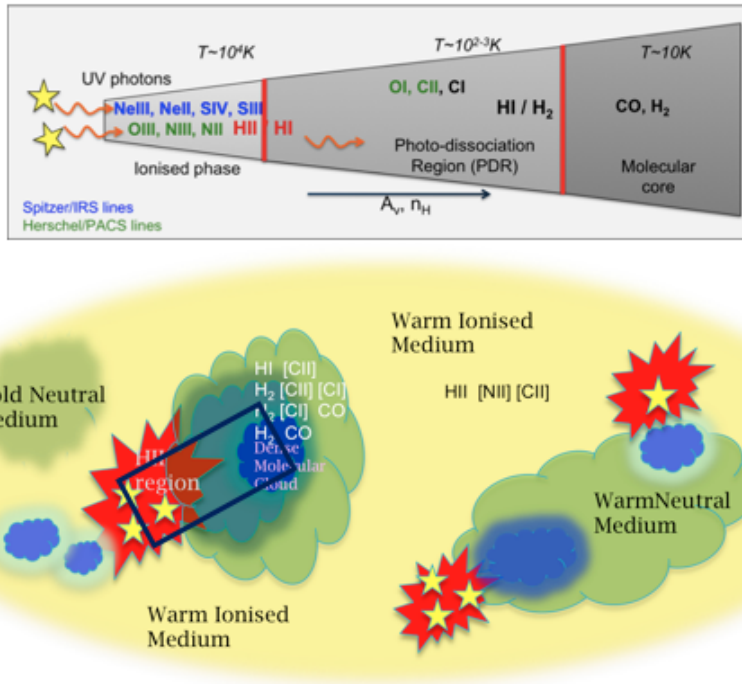 T~10⁴K
T~10²⁻³K
T~10K
UV photons
NeIII, NeII, SIV, SIII
OIII, NIII, NII HII / HI
OI, CII, CI
HI / H₂
CO, H₂
Ionised phase
Photo-dissociation
Region (PDR)
Molecular
core
Aᵥ, n_H
Spitzer/IRS lines
Herschel/PACS lines
Warm Ionised
Medium
HII [NII] [CII]
Neutral
HI [CII]
H₂ [CII] [CI]
[CI] CO
H₂ CO
Dense
Molecular
Cloud
HII
region
WarmNeutral
Medium
Warm Ionised
Medium